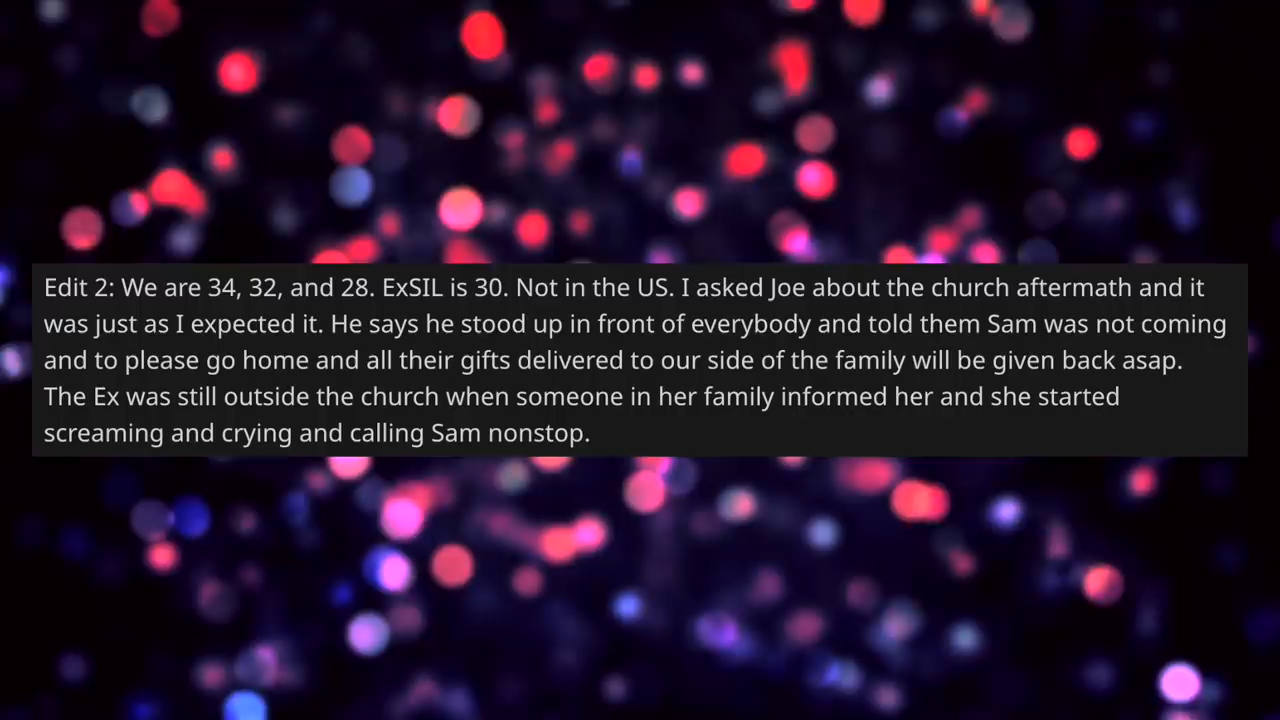 Edit 2: We are 34, 32, and 28. ExSIL is 30. Not in the US. I asked Joe about the church aftermath and it
was just as I expected it. He says he stood up in front of everybody and told them Sam was not coming
and to please go home and all their gifts delivered to our side of the family will be given back asap.
The Ex was still outside the church when someone in her family informed her and she started
screaming and crying and calling Sam nonstop.